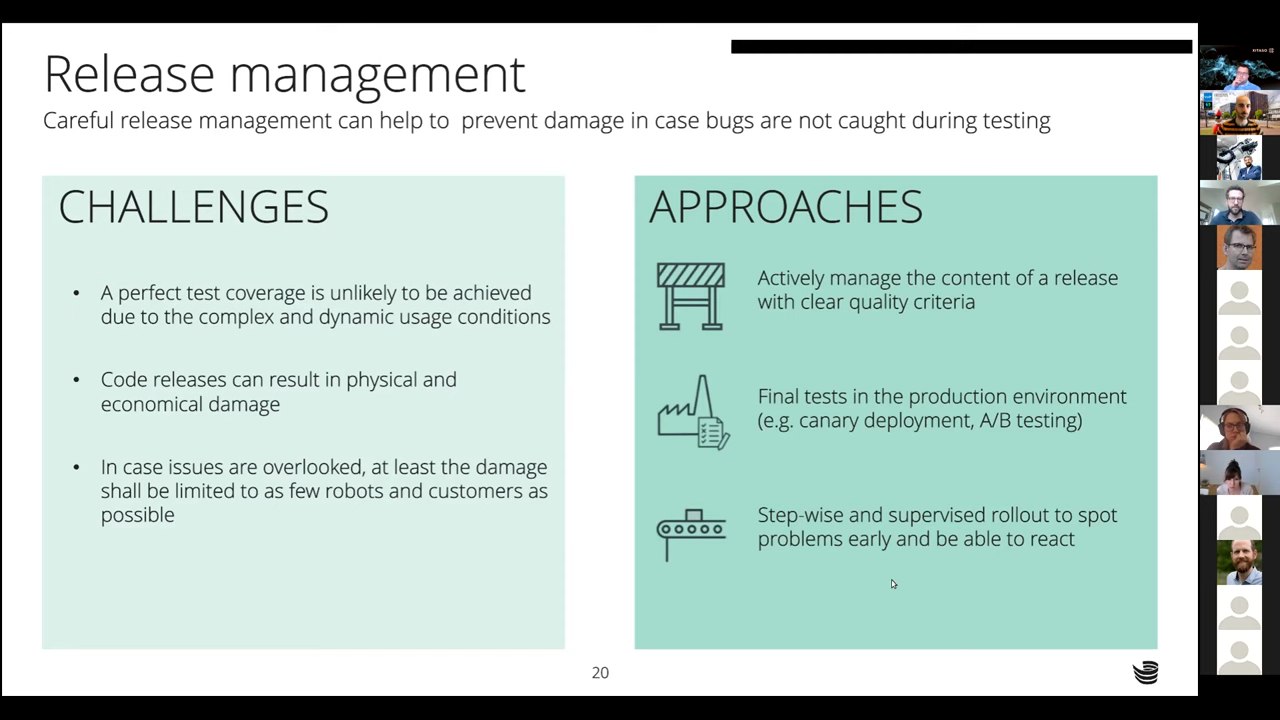 Release management
Careful release management can help to prevent damage in case bugs are not caught during testing
CHALLENGES
• A perfect test coverage is unlikely to be achieved
due to the complex and dynamic usage conditions
• Code releases can result in physical and
economical damage
• In case issues are overlooked, at least the damage
shall be limited to as few robots and customers as
possible
APPROACHES
Actively manage the content of a release
with clear quality criteria
Final tests in the production environment
(e.g. canary deployment, A/B testing)
Step-wise and supervised rollout to spot
problems early and be able to react
20